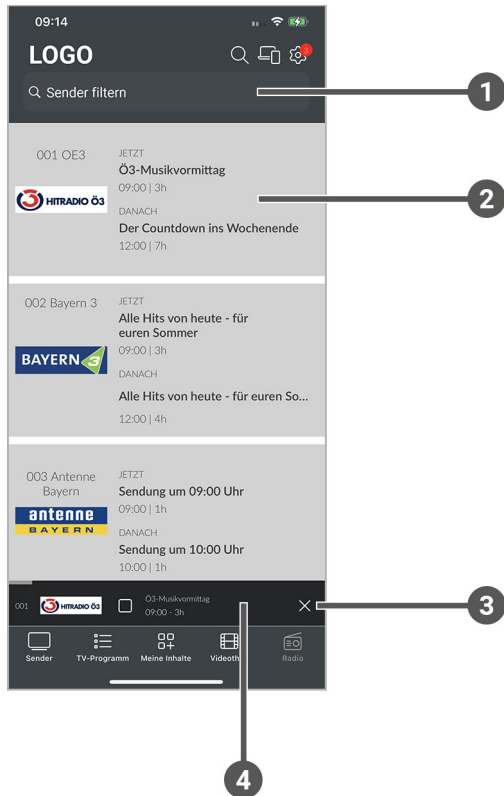 09:14
LOGO
3
Sender filtern
1
001 OE3
JETZT
Ö3-Musikvormittag
09:00 | 3h
HITRADIO Ö3
2
DANACH
Der Countdown ins Wochenende
12:00 | 7h
002 Bayern 3
JETZT
Alle Hits von heute - für
euren Sommer
09:00 | 3h
BAYERN 3
DANACH
Alle Hits von heute - für euren So...
12:00 | 4h
003 Antenne
Bayern
JETZT
Sendung um 09:00 Uhr
09:00 | 1h
antenne
BAYERN
DANACH
Sendung um 10:00 Uhr
10:00 | 1h
001
HITRADIO Ö3
Ö3-Musikvormittag
09:00 - 3h
3
Sender
TV-Programm
Meine Inhalte
Videoth
Radio
4